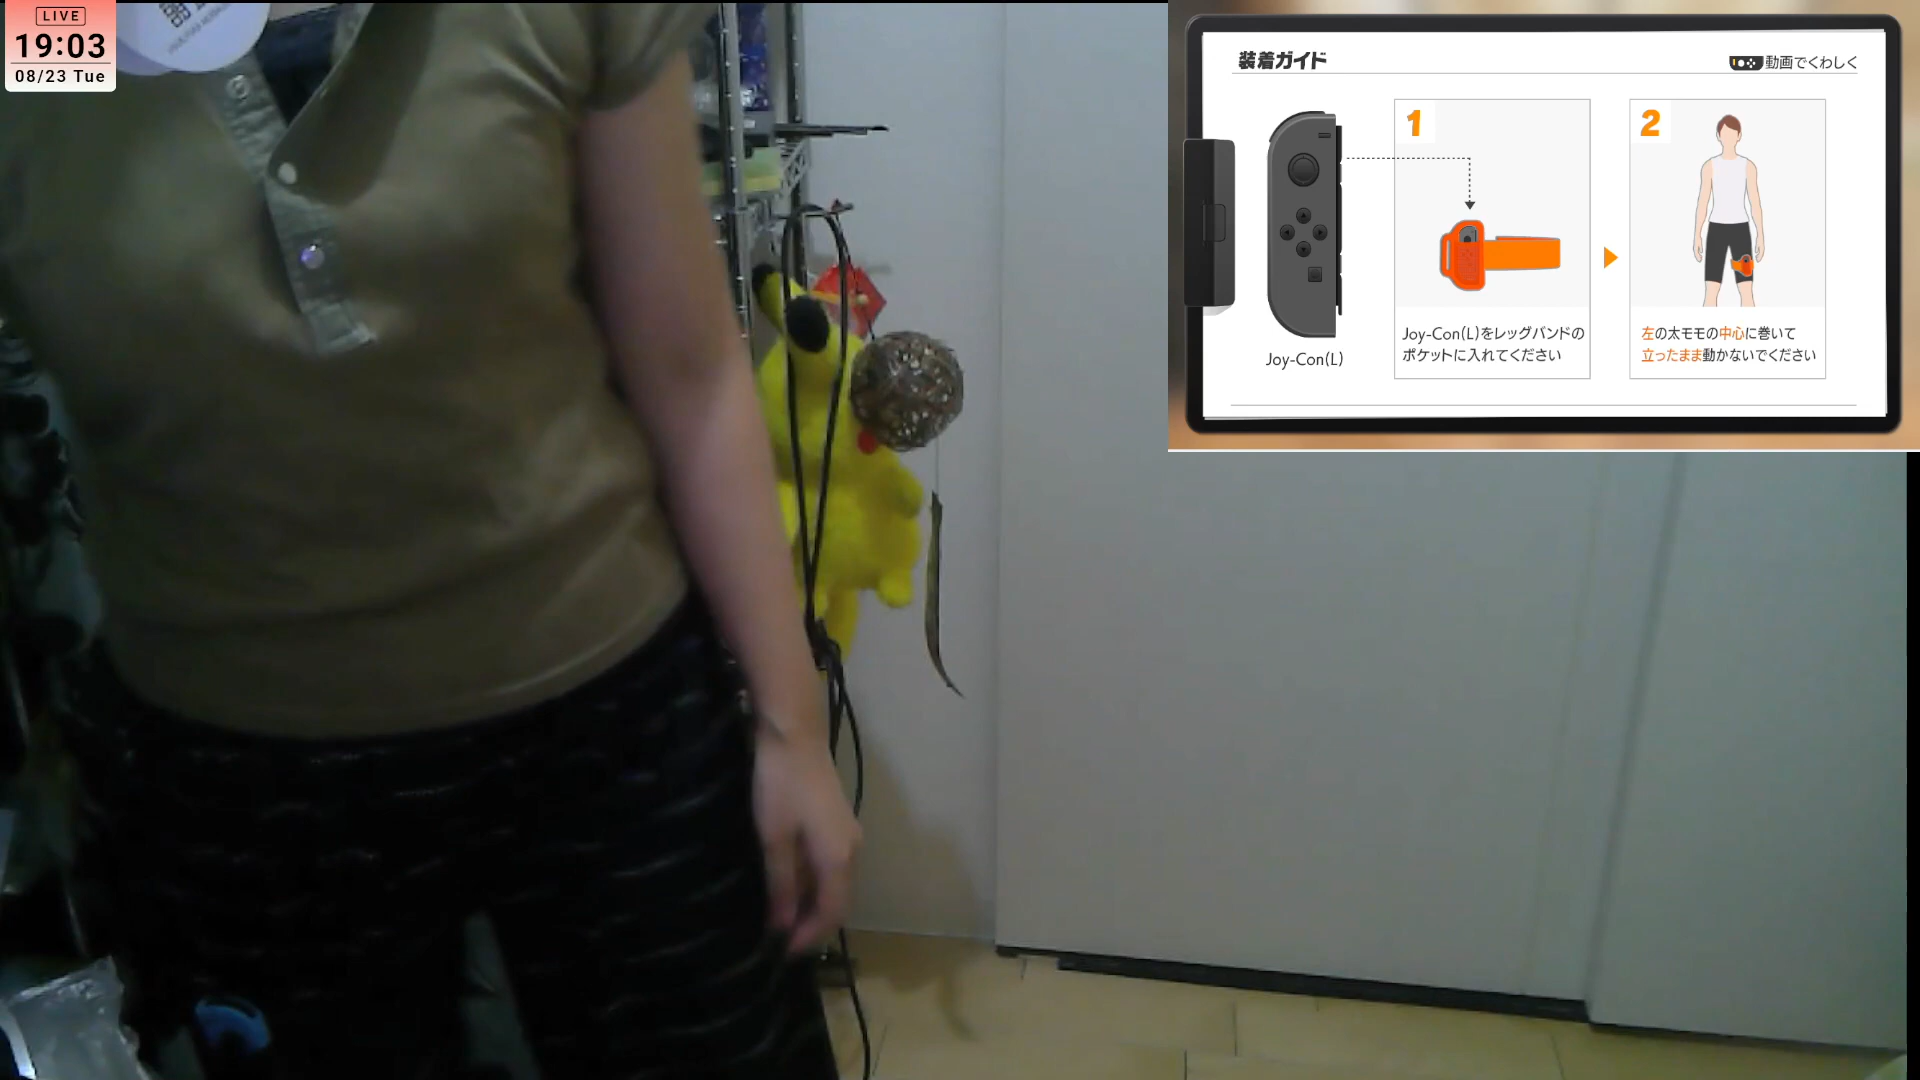 LIVE
19:03
08/23 Tue
装着ガイド
動画でくわしく
1
2
Joy-Con(L)をレッグバンドの
ポケットに入れてください
左の太モモの中心に巻いて
立ったまま動かないでください
Joy-Con(L)